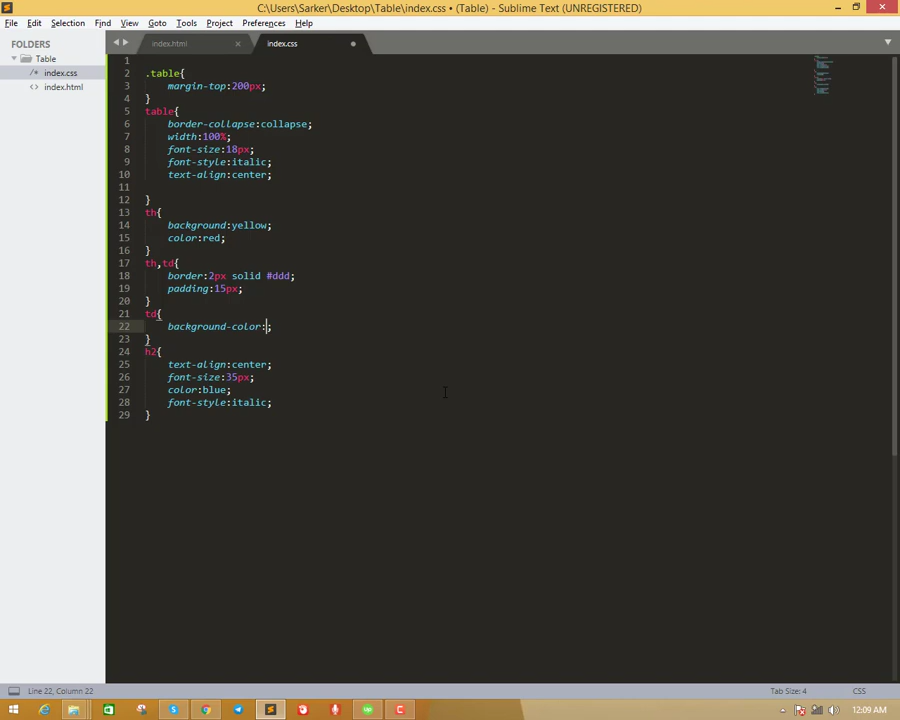 C:\Users\Sarker\Desktop\Table\index.css • (Table) - Sublime Text (UNREGISTERED)
File Edit Selection Find View Goto Tools Project Preferences Help
FOLDERS
Table
/* index.css
<> index.html
index.html × index.css
1
2 .table{
3 margin-top:200px;
4 }
5 table{
6 border-collapse:collapse;
7 width:100%;
8 font-size:18px;
9 font-style:italic;
10 text-align:center;
11
12 }
13 th{
14 background:yellow;
15 color:red;
16 }
17 th,td{
18 border:2px solid #ddd;
19 padding:15px;
20 }
21 td{
22 background-color:;
23 }
24 h2{
25 text-align:center;
26 font-size:35px;
27 color:blue;
28 font-style:italic;
29 }
Line 22, Column 22
Tab Size: 4 CSS
12:09 AM